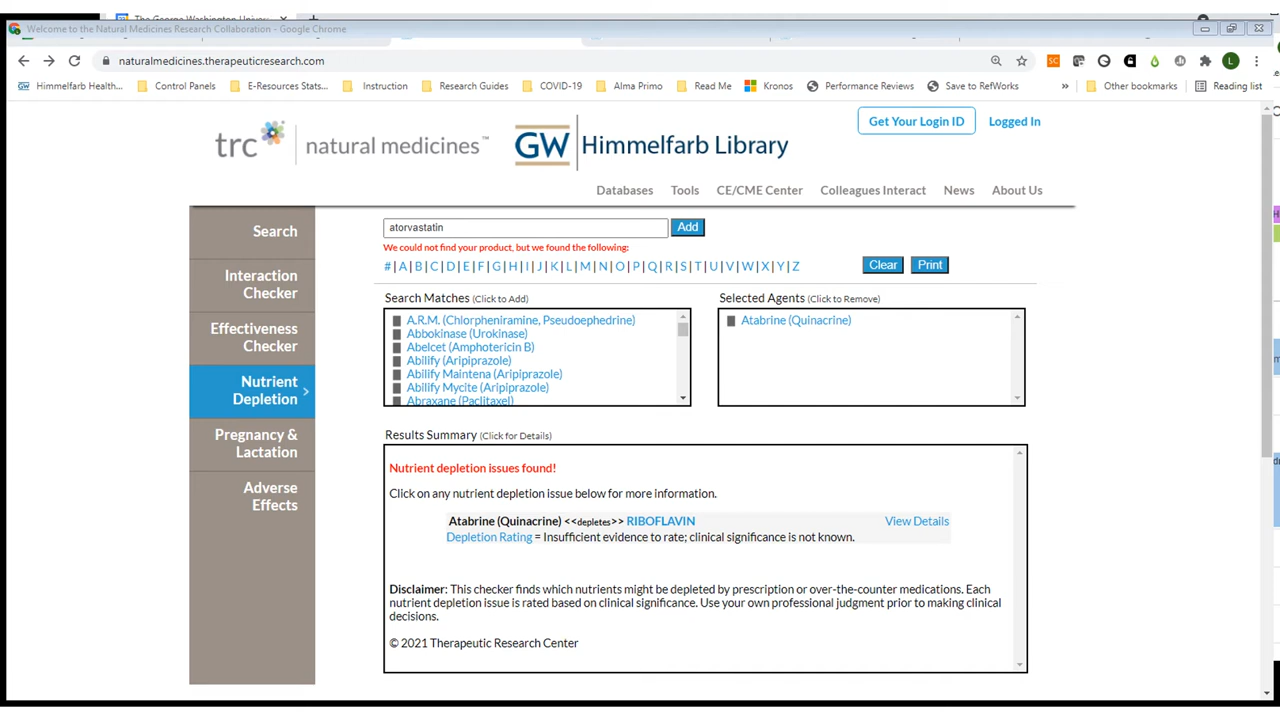 The George Washington Univer
Welcome to the Natural Medicines Research Collaboration - Google Chrome
naturalmedicines.therapeuticresearch.com
SC
L
GW Himmelfarb Health... Control Panels E-Resources Stats... Instruction Research Guides COVID-19 Alma Primo Read Me Kronos Performance Reviews Save to RefWorks » Other bookmarks Reading list
Get Your Login ID Logged In
trc natural medicines™ GW Himmelfarb Library
Databases Tools CE/CME Center Colleagues Interact News About Us
Search
Interaction
Checker
Effectiveness
Checker
Nutrient
Depletion
Pregnancy &
Lactation
Adverse
Effects
atorvastatin Add
We could not find your product, but we found the following:
# | A | B | C | D | E | F | G | H | I | J | K | L | M | N | O | P | Q | R | S | T | U | V | W | X | Y | Z Clear Print
Search Matches (Click to Add)
A.R.M. (Chlorpheniramine, Pseudoephedrine)
Abbokinase (Urokinase)
Abelcet (Amphotericin B)
Abilify (Aripiprazole)
Abilify Maintena (Aripiprazole)
Abilify Mycite (Aripiprazole)
Abraxane (Paclitaxel)
Selected Agents (Click to Remove)
Atabrine (Quinacrine)
Results Summary (Click for Details)
Nutrient depletion issues found!
Click on any nutrient depletion issue below for more information.
Atabrine (Quinacrine) <<depletes>> RIBOFLAVIN View Details
Depletion Rating = Insufficient evidence to rate; clinical significance is not known.
Disclaimer: This checker finds which nutrients might be depleted by prescription or over-the-counter medications. Each
nutrient depletion issue is rated based on clinical significance. Use your own professional judgment prior to making clinical
decisions.
© 2021 Therapeutic Research Center